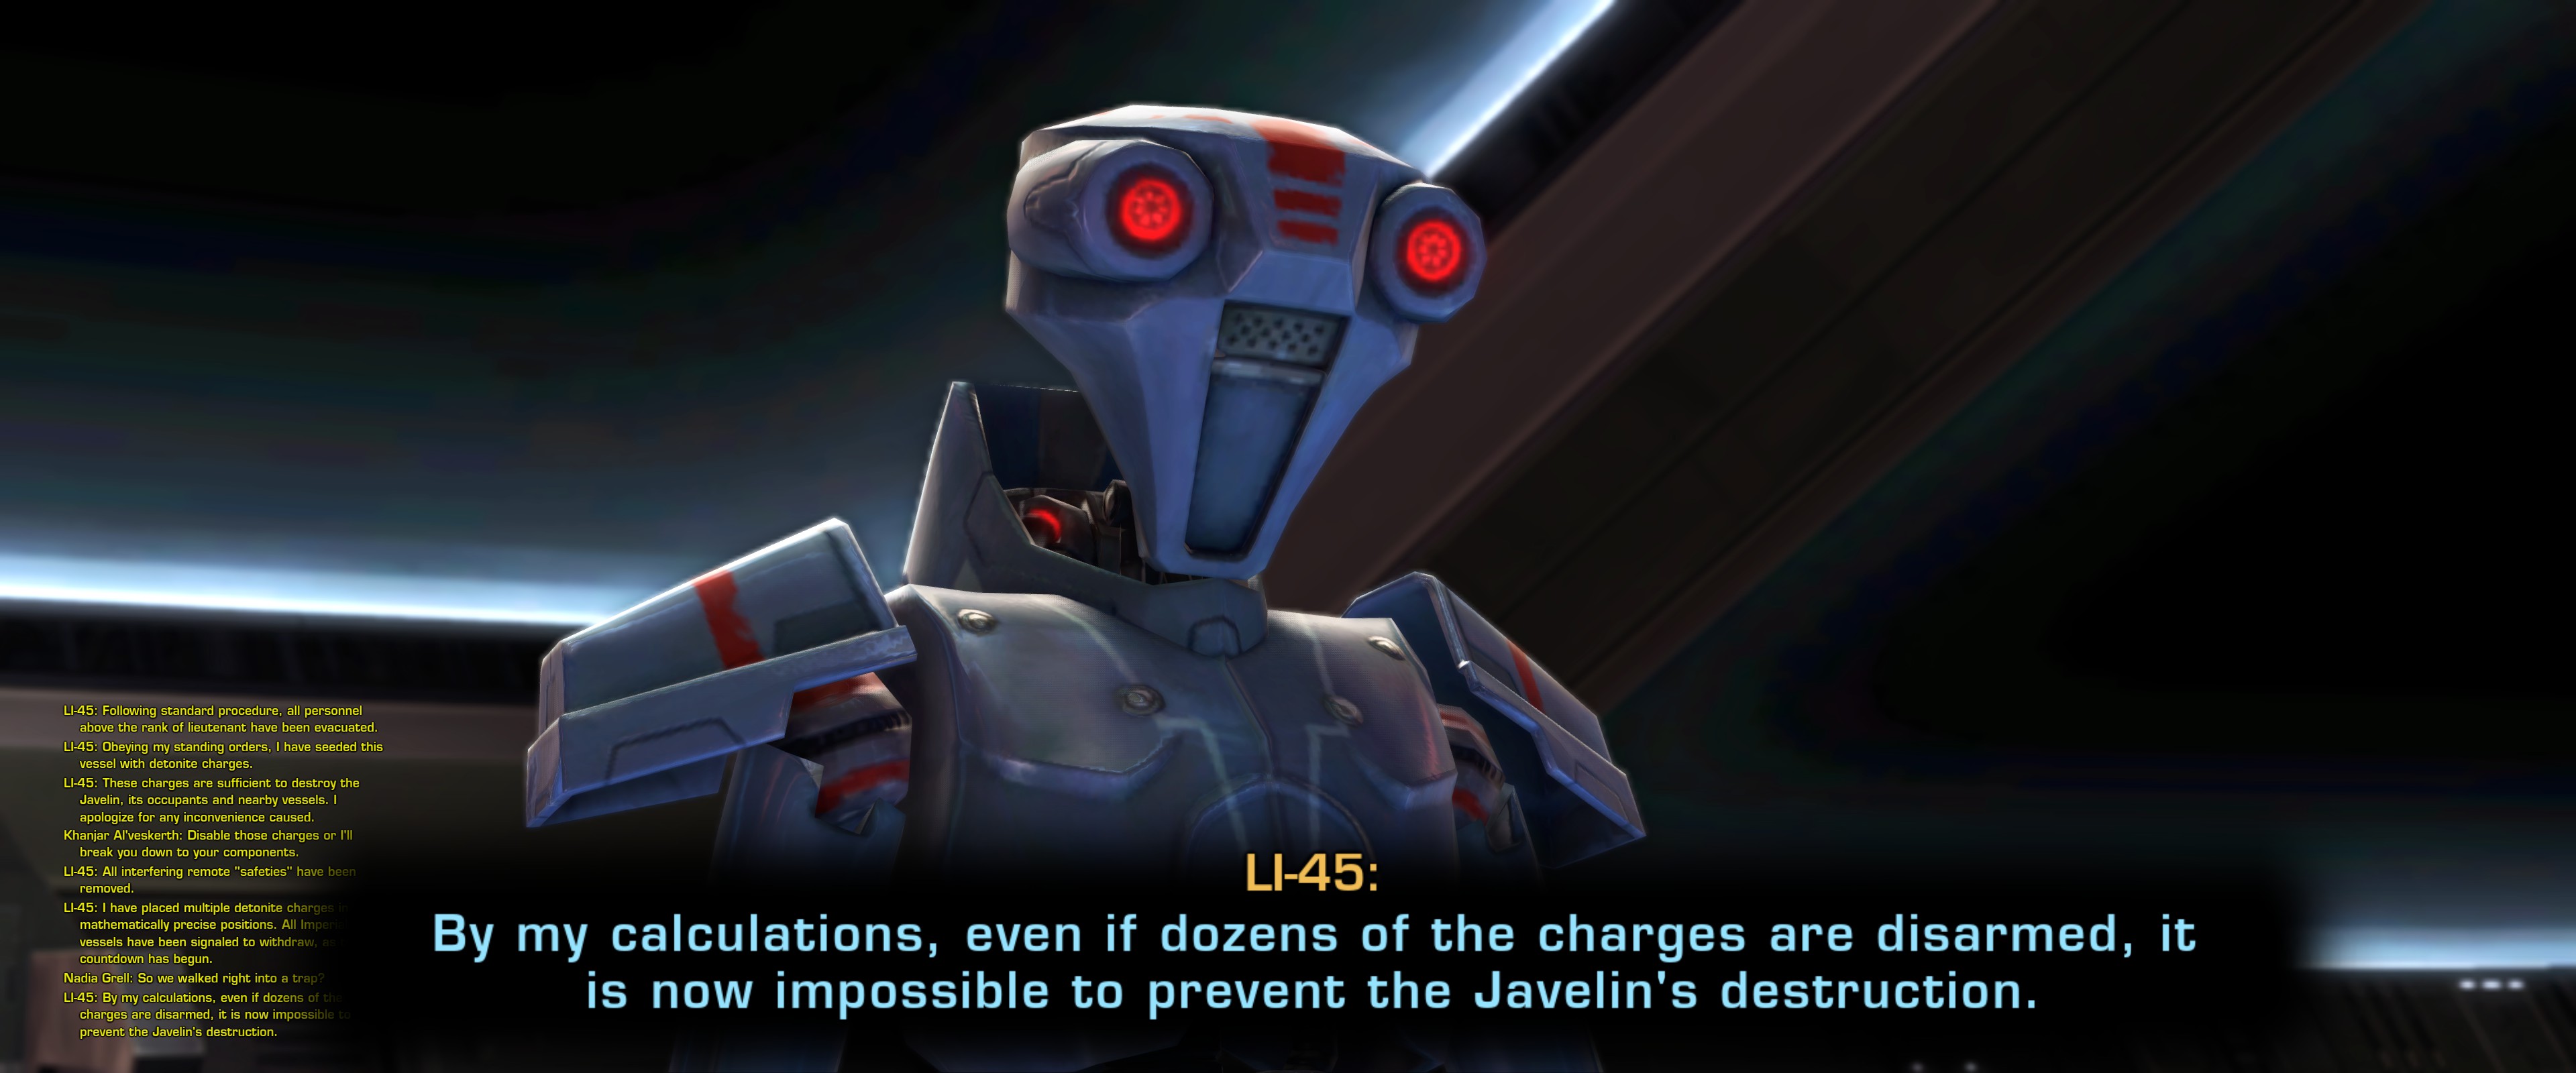 LI-45: Following standard procedure, all personnel
above the rank of lieutenant have been evacuated.
LI-45: Obeying my standing orders, I have seeded this
vessel with detonite charges.
LI-45: These charges are sufficient to destroy the
Javelin, its occupants and nearby vessels. I
apologize for any inconvenience caused.
Khanjar Al'veskerth: Disable those charges or I'll
break you down to your components.
LI-45: All interfering remote "safeties" have been
removed.
LI-45: I have placed multiple detonite charges in
mathematically precise positions. All Imperial
vessels have been signaled to withdraw, as
countdown has begun.
Nadia Grell: So we walked right into a trap?
LI-45: By my calculations, even if dozens of the
charges are disarmed, it is now impossible to
prevent the Javelin's destruction.
LI-45:
By my calculations, even if dozens of the charges are disarmed, it
is now impossible to prevent the Javelin's destruction.